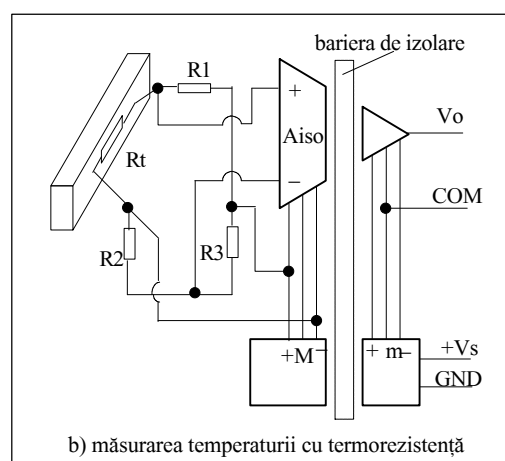 bariera de izolare
R1
+
Aiso
Vo
Rt
−
COM
R2
R3
+M−
+ m−
+Vs
GND
b) măsurarea temperaturii cu termorezistență